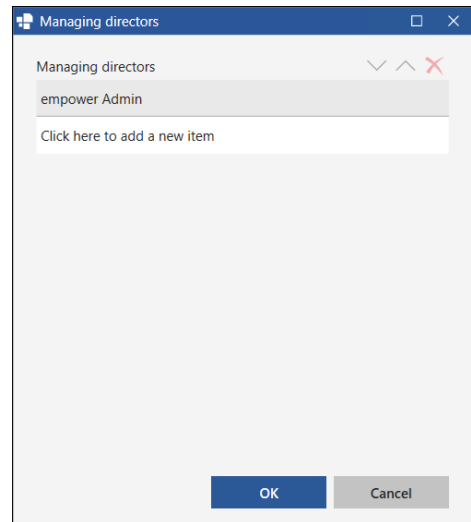 Managing directors
Managing directors
empower Admin
Click here to add a new item
OK
Cancel